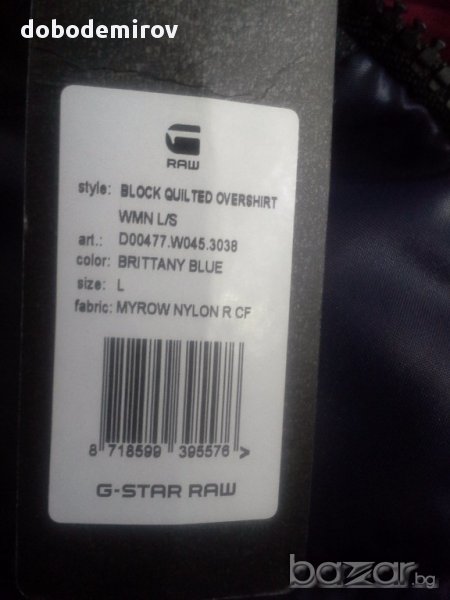 dobodemirov
RAW
style: BLOCK QUILTED OVERSHIRT
WMN L/S
art.: D00477.W045.3038
color: BRITTANY BLUE
size: L
fabric: MYROW NYLON R CF
8 718599 395576 >
G-STAR RAW
bazar.bg